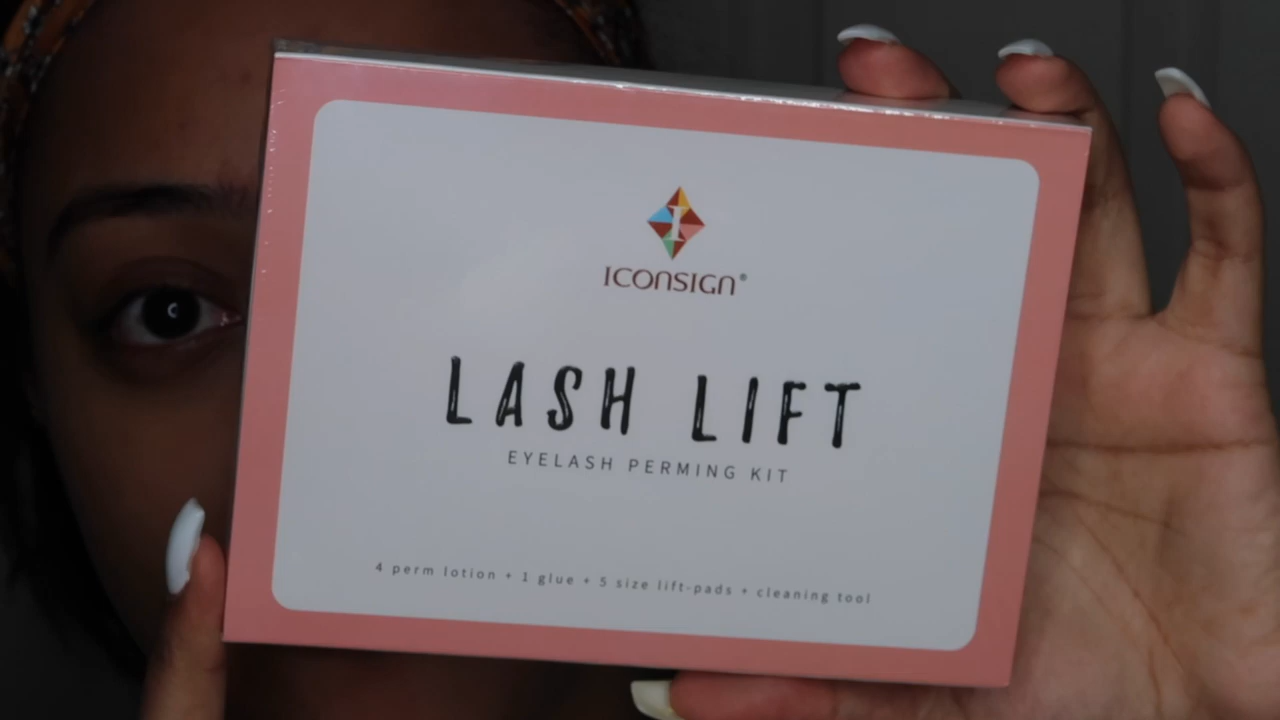 I
ICONSIGN®
LASH LIFT
EYELASH PERMING KIT
4 perm lotion + 1 glue + 5 size lift-pads + cleaning tool